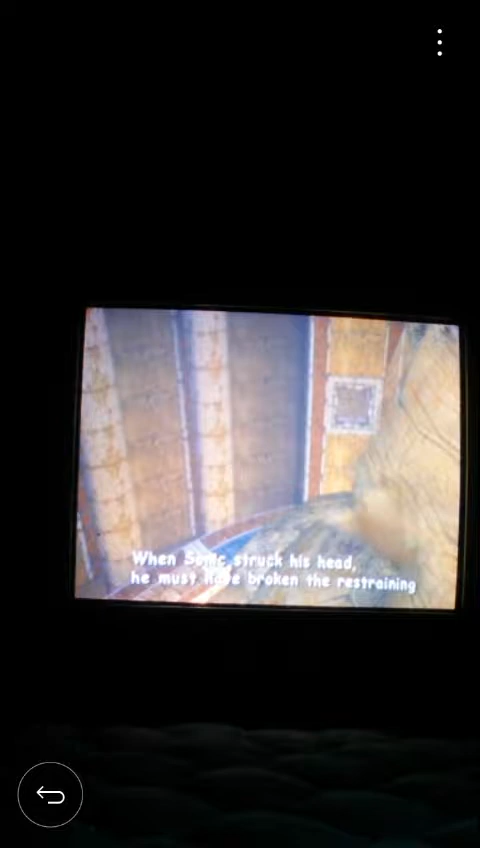 When Sonic struck his head,
he must have broken the restraining